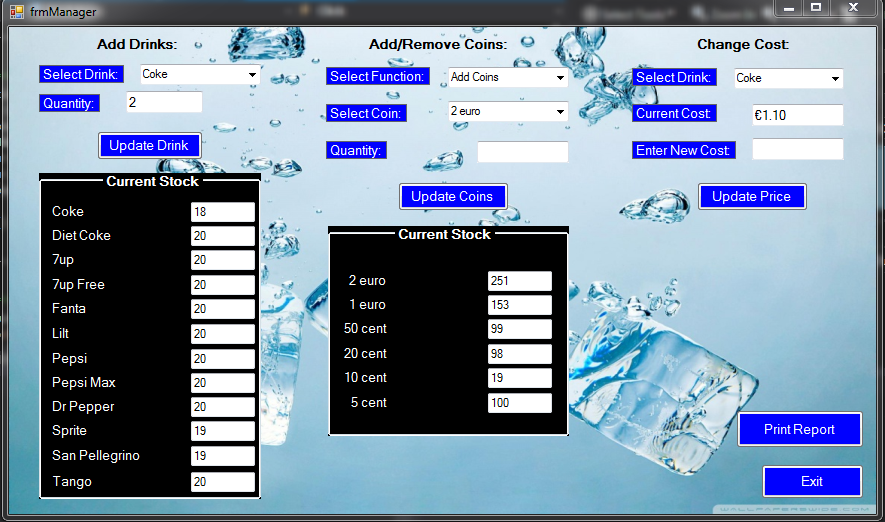 frmManager
Add Drinks:
Select Drink: Coke
Quantity: 2
Update Drink
Current Stock
Coke 18
Diet Coke 20
7up 20
7up Free 20
Fanta 20
Lilt 20
Pepsi 20
Pepsi Max 20
Dr Pepper 20
Sprite 19
San Pellegrino 19
Tango 20
Add/Remove Coins:
Select Function: Add Coins
Select Coin: 2 euro
Quantity:
Update Coins
Current Stock
2 euro 251
1 euro 153
50 cent 99
20 cent 98
10 cent 19
5 cent 100
Change Cost:
Select Drink: Coke
Current Cost: €1.10
Enter New Cost:
Update Price
Print Report
Exit